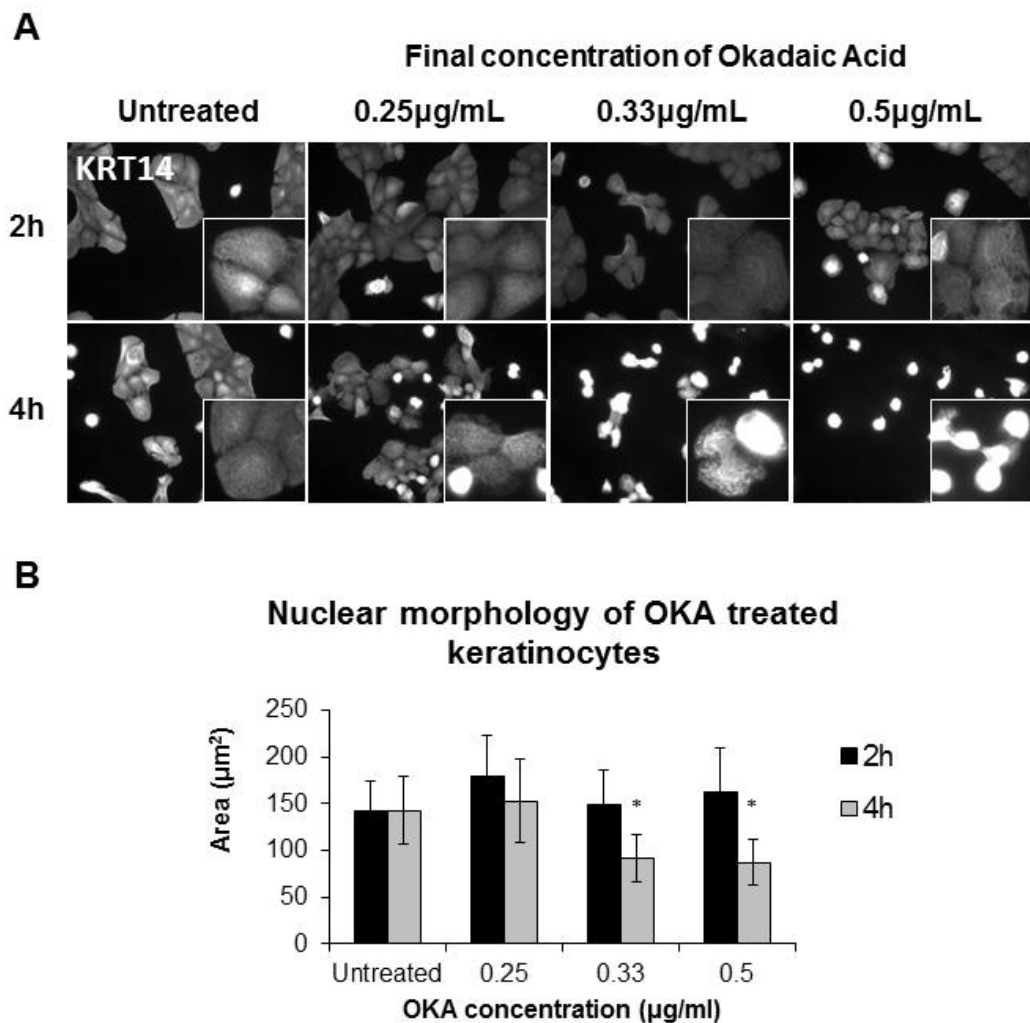 A
Final concentration of Okadaic Acid
Untreated 0.25µg/mL 0.33µg/mL 0.5µg/mL
KRT14
2h
4h
B
Nuclear morphology of OKA treated
keratinocytes
Area (µm²)
250
200
150
100
50
0
* *
2h
4h
Untreated 0.25 0.33 0.5
OKA concentration (µg/ml)